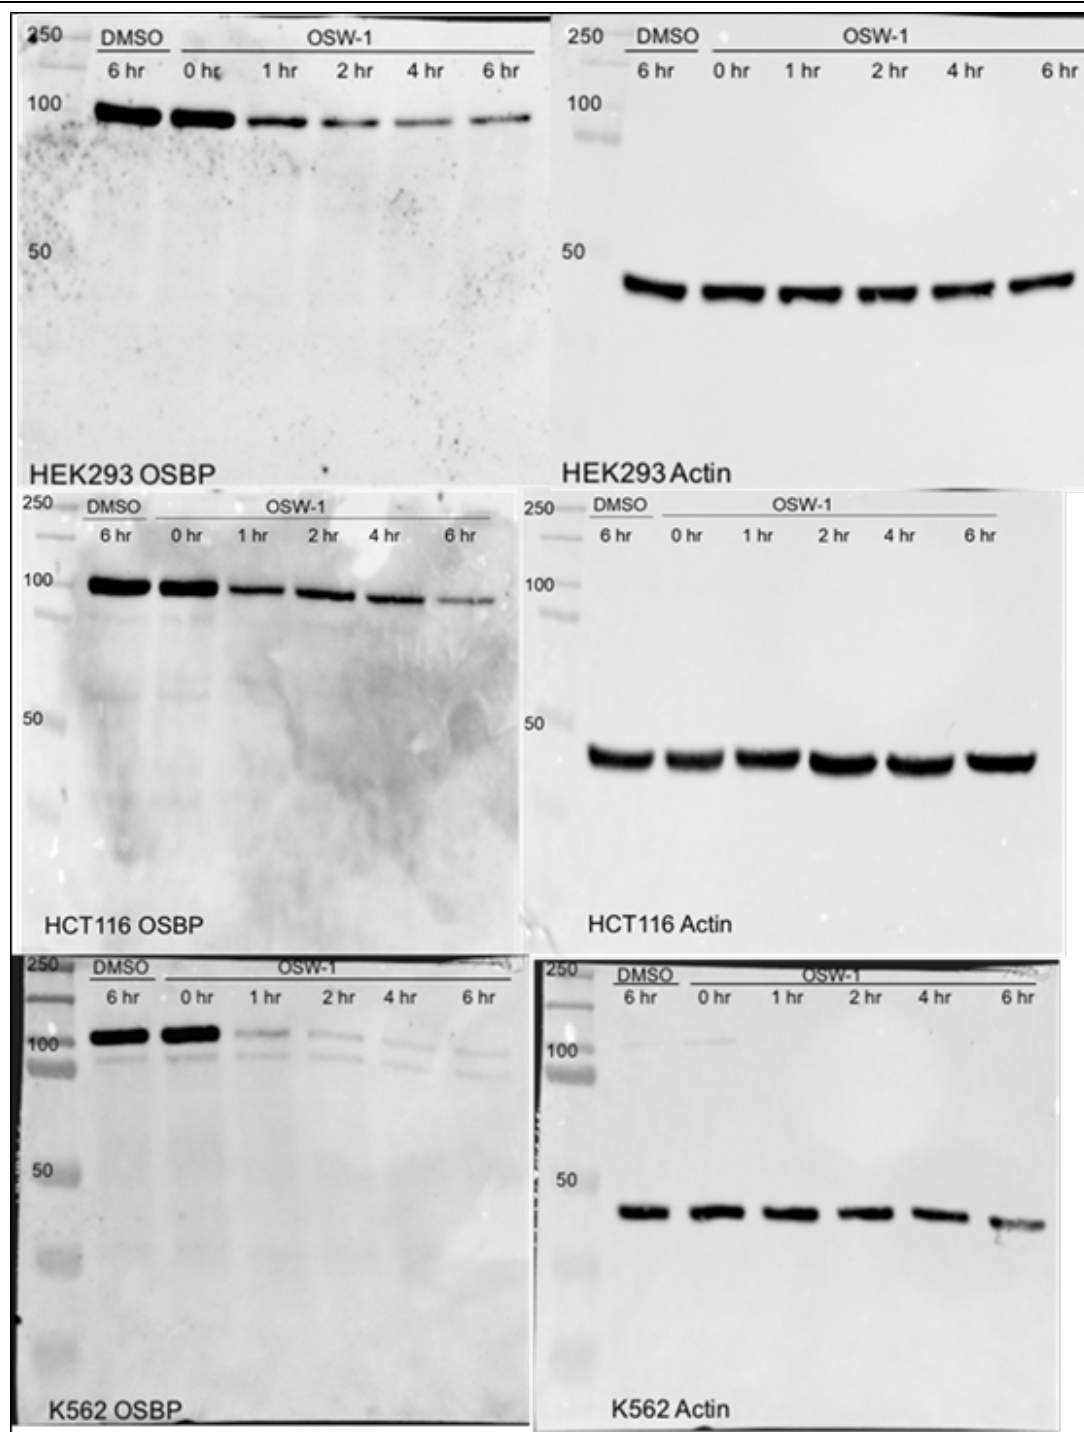 250 DMSO OSW-1
6 hr 0 hr 1 hr 2 hr 4 hr 6 hr
100
50
HEK293 OSBP
250 DMSO OSW-1
6 hr 0 hr 1 hr 2 hr 4 hr 6 hr
100
50
HEK293 Actin
250 DMSO OSW-1
6 hr 0 hr 1 hr 2 hr 4 hr 6 hr
100
50
HCT116 OSBP
250 DMSO OSW-1
6 hr 0 hr 1 hr 2 hr 4 hr 6 hr
100
50
HCT116 Actin
250 DMSO OSW-1
6 hr 0 hr 1 hr 2 hr 4 hr 6 hr
100
50
K562 OSBP
250 DMSO OSW-1
6 hr 0 hr 1 hr 2 hr 4 hr 6 hr
100
50
K562 Actin